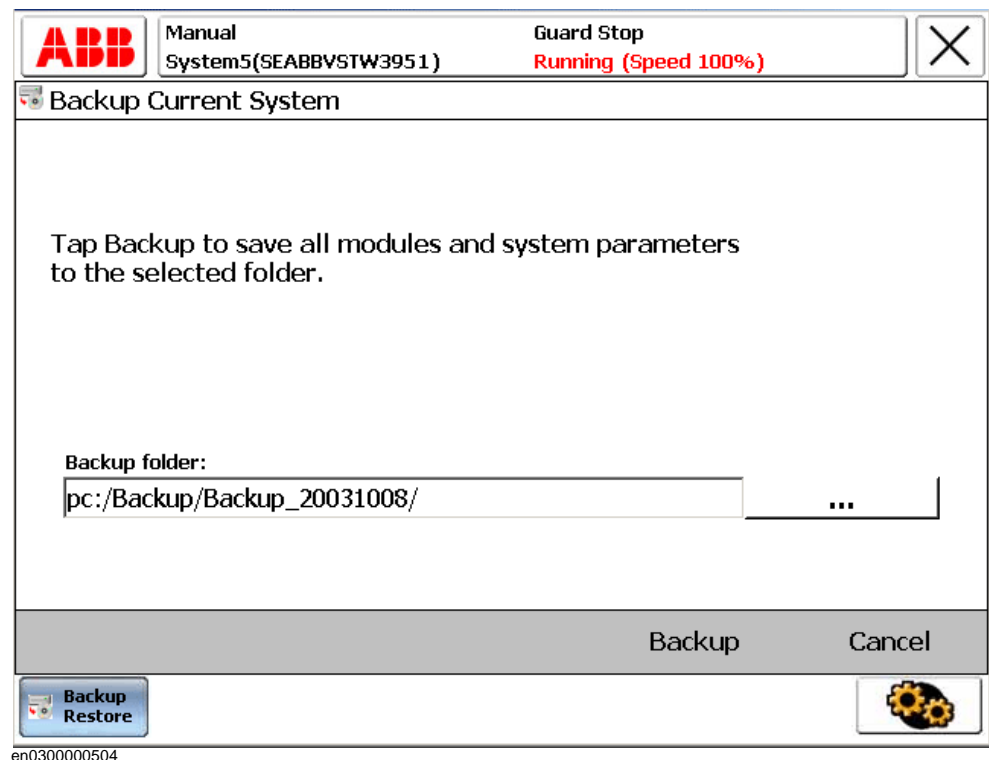 ABB
Manual
Guard Stop
System5(SEABBVSTW3951)
Running (Speed 100%)
Backup Current System
Tap Backup to save all modules and system parameters
to the selected folder.
Backup folder:
pc:/Backup/Backup_20031008/
...
Backup
Cancel
Backup
Restore
en0300000504